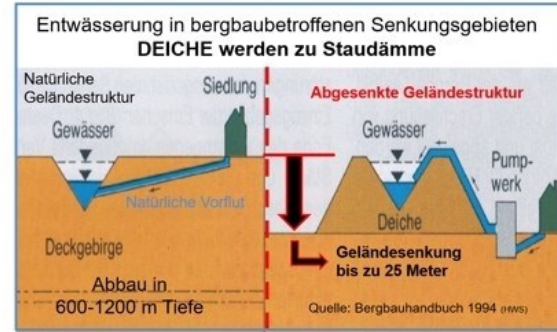 Entwässerung in bergbaubetroffenen Senkungsgebieten
DEICHE werden zu Staudämme
Natürliche
Geländestruktur
Siedlung
Gewässer
Natürliche Vorflut
Deckgebirge
Abbau in
600-1200 m Tiefe
Abgesenkte Geländestruktur
Gewässer
Pump-
werk
Deiche
Geländesenkung
bis zu 25 Meter
Quelle: Bergbauhandbuch 1994 (HWS)